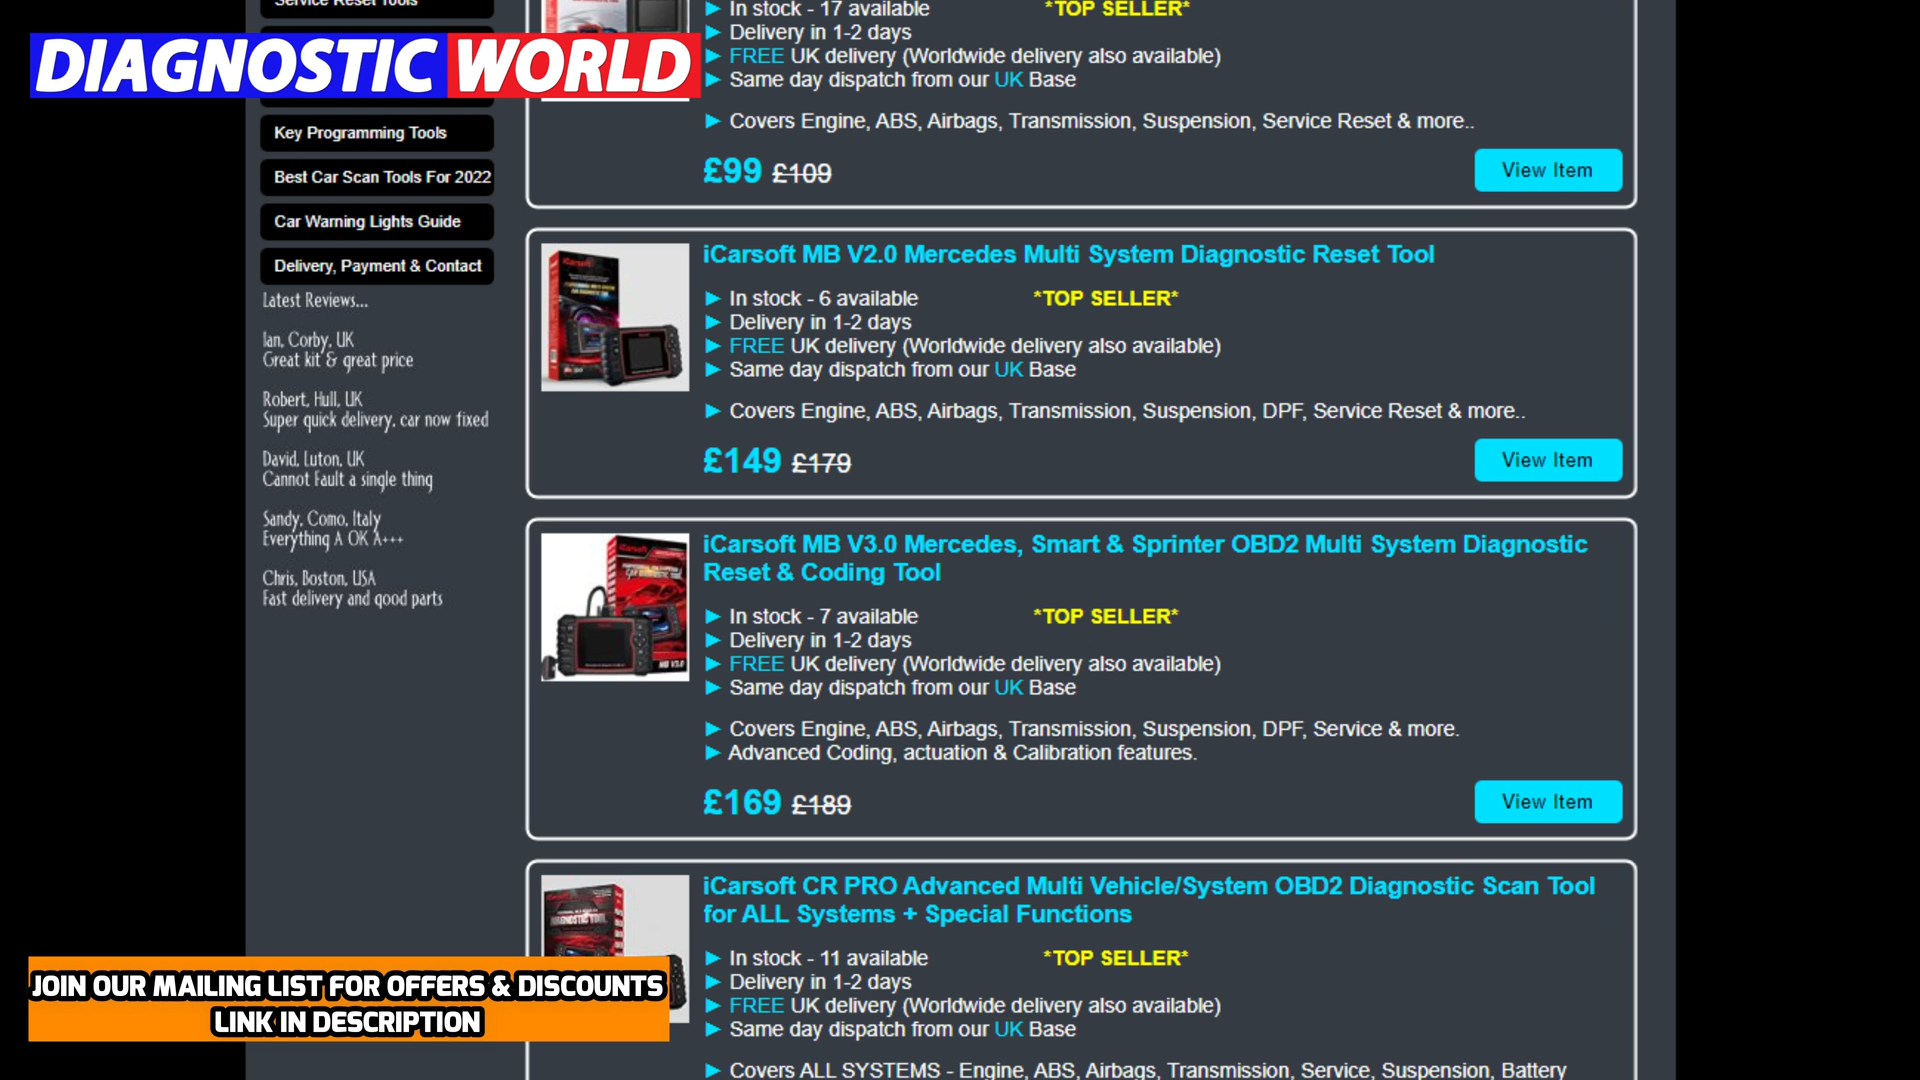 Service Reset Tools
DIAGNOSTIC WORLD
Key Programming Tools
Best Car Scan Tools For 2022
Car Warning Lights Guide
Delivery, Payment & Contact
Latest Reviews...
Ian, Corby, UK
Great kit & great price
Robert, Hull, UK
Super quick delivery, car now fixed
David, Luton, UK
Cannot Fault a single thing
Sandy, Como, Italy
Everything A OK A+++
Chris, Boston, USA
Fast delivery and good parts
► In stock - 17 available *TOP SELLER*
► Delivery in 1-2 days
► FREE UK delivery (Worldwide delivery also available)
► Same day dispatch from our UK Base
► Covers Engine, ABS, Airbags, Transmission, Suspension, Service Reset & more..
£99 £109
View Item
iCarsoft MB V2.0 Mercedes Multi System Diagnostic Reset Tool
► In stock - 6 available *TOP SELLER*
► Delivery in 1-2 days
► FREE UK delivery (Worldwide delivery also available)
► Same day dispatch from our UK Base
► Covers Engine, ABS, Airbags, Transmission, Suspension, DPF, Service Reset & more..
£149 £179
View Item
iCarsoft MB V3.0 Mercedes, Smart & Sprinter OBD2 Multi System Diagnostic
Reset & Coding Tool
► In stock - 7 available *TOP SELLER*
► Delivery in 1-2 days
► FREE UK delivery (Worldwide delivery also available)
► Same day dispatch from our UK Base
► Covers Engine, ABS, Airbags, Transmission, Suspension, DPF, Service & more.
► Advanced Coding, actuation & Calibration features.
MB V3.0
£169 £189
View Item
iCarsoft CR PRO Advanced Multi Vehicle/System OBD2 Diagnostic Scan Tool
for ALL Systems + Special Functions
► In stock - 11 available *TOP SELLER*
► Delivery in 1-2 days
► FREE UK delivery (Worldwide delivery also available)
► Same day dispatch from our UK Base
► Covers ALL SYSTEMS - Engine, ABS, Airbags, Transmission, Service, Suspension, Battery
JOIN OUR MAILING LIST FOR OFFERS & DISCOUNTS
LINK IN DESCRIPTION